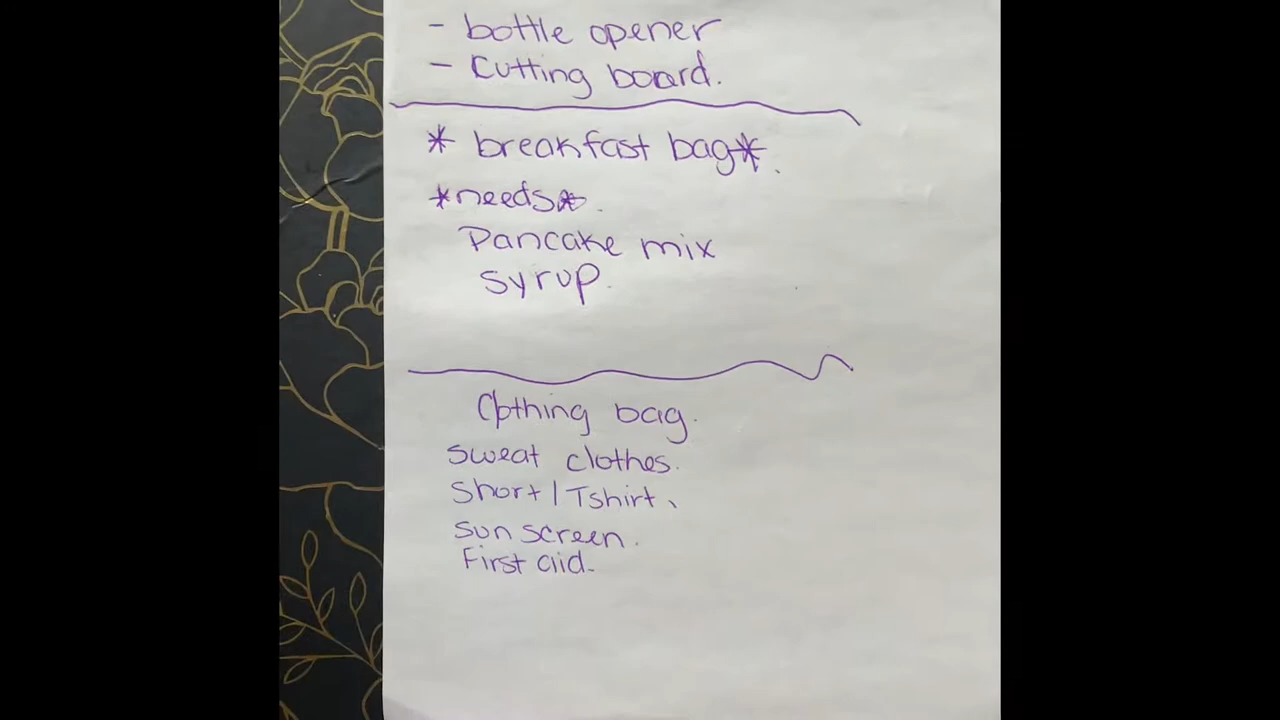 - bottle opener
- Cutting board.
* breakfast bag*.
*needs*.
Pancake mix
syrup.
Clothing bag.
Sweat clothes.
Short/Tshirt.
Sun screen.
First aid.